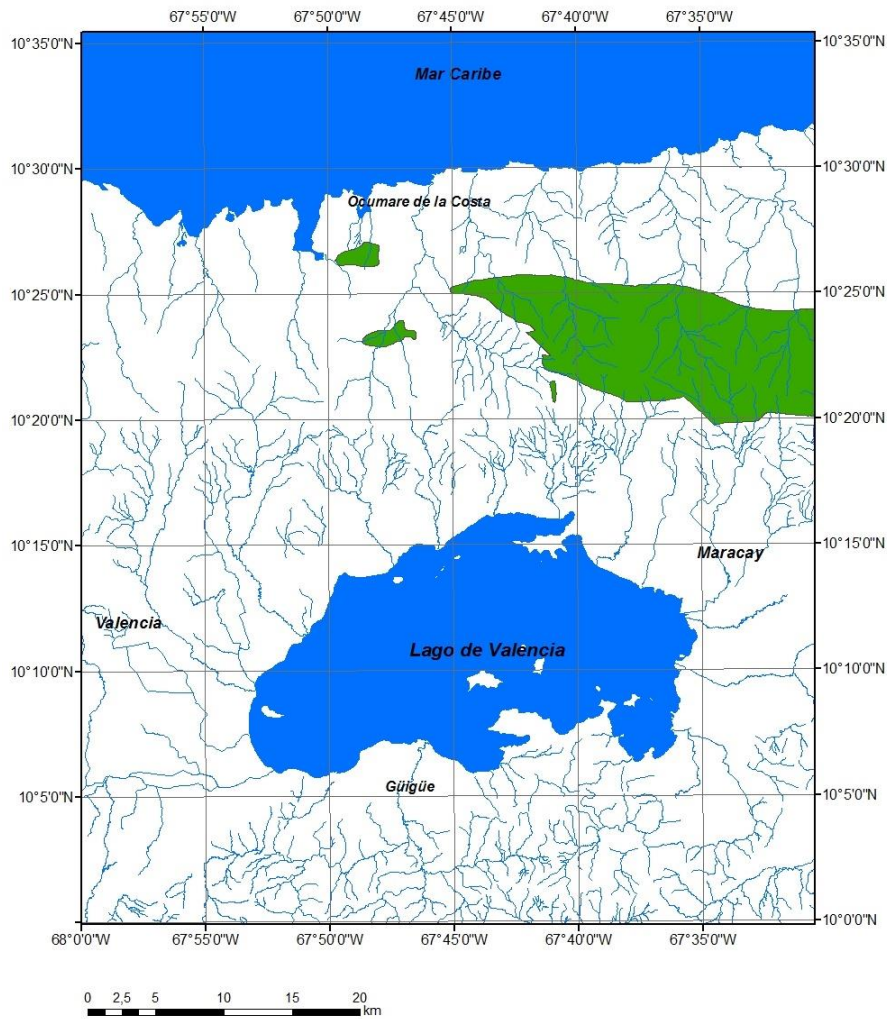 67°55'0"W 67°50'0"W 67°45'0"W 67°40'0"W 67°35'0"W
10°35'0"N 10°35'0"N
Mar Caribe
10°30'0"N 10°30'0"N
Ocumare de la Costa
10°25'0"N 10°25'0"N
10°20'0"N 10°20'0"N
10°15'0"N 10°15'0"N
Maracay
Valencia
Lago de Valencia
10°10'0"N 10°10'0"N
Güigüe
10°5'0"N 10°5'0"N
10°0'0"N
68°0'0"W 67°55'0"W 67°50'0"W 67°45'0"W 67°40'0"W 67°35'0"W
0 2,5 5 10 15 20
km